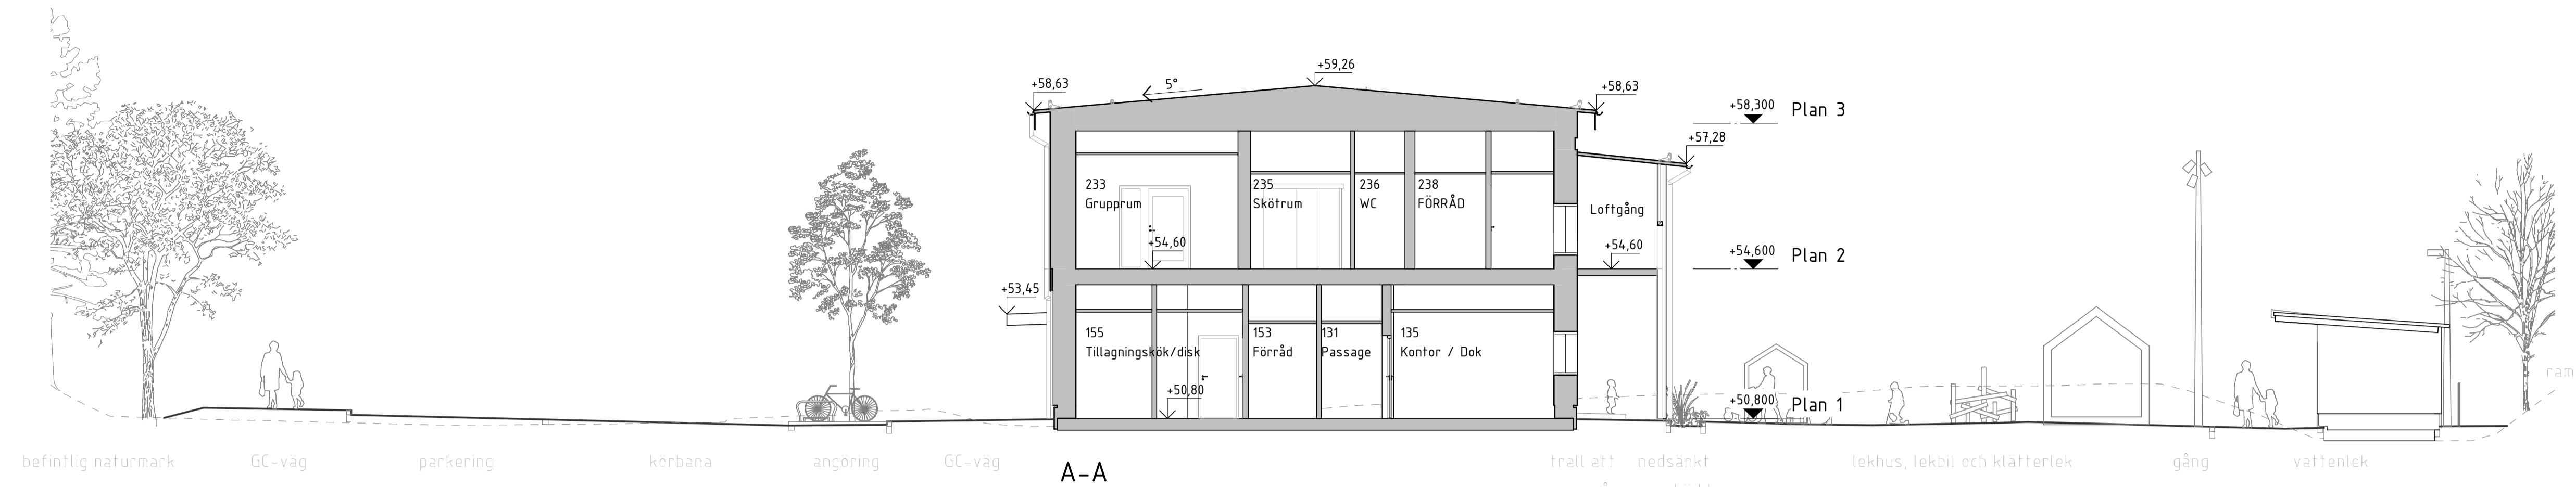 +59,26
+58,63
5°
+58,63
+58,300 Plan 3
+57,28
233
Grupprum
235
Skötrum
236
WC
238
FÖRRÅD
Loftgång
+54,60
+54,60
+54,600 Plan 2
+53,45
155
Tillagningskök/disk
153
Förråd
131
Passage
135
Kontor / Dok
+50,80
+50,800 Plan 1
ram
befintlig naturmark
GC-väg
parkering
körbana
angöring
GC-väg
A-A
trall att
nedsänkt
lekhus, lekbil och klätterlek
gång
vattenlek